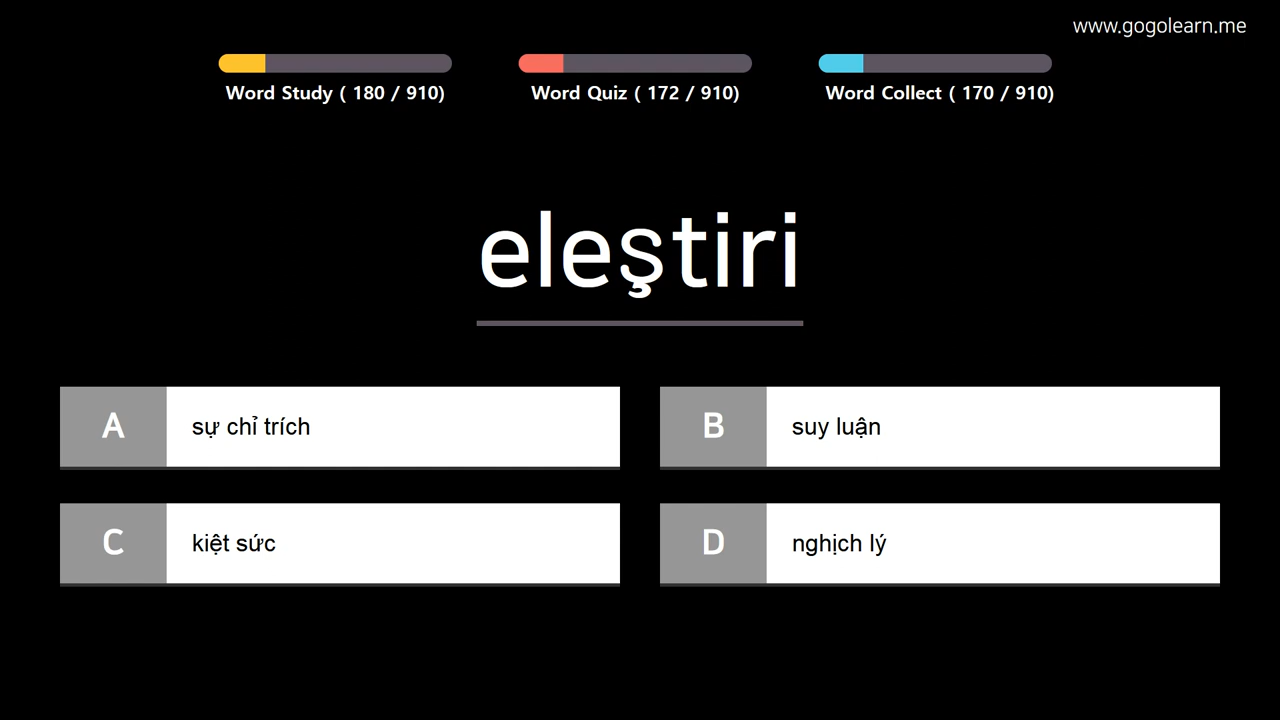 www.gogolearn.me
Word Study ( 180 / 910)
Word Quiz ( 172 / 910)
Word Collect ( 170 / 910)
eleştiri
A sự chỉ trích
B suy luận
C kiệt sức
D nghịch lý